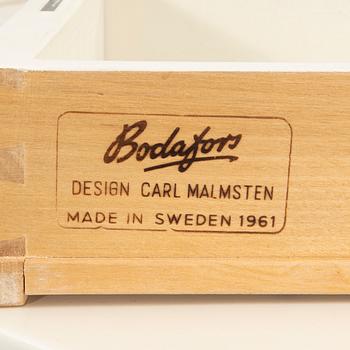 Bodafors
DESIGN CARL MALMSTEN
MADE IN SWEDEN 1961